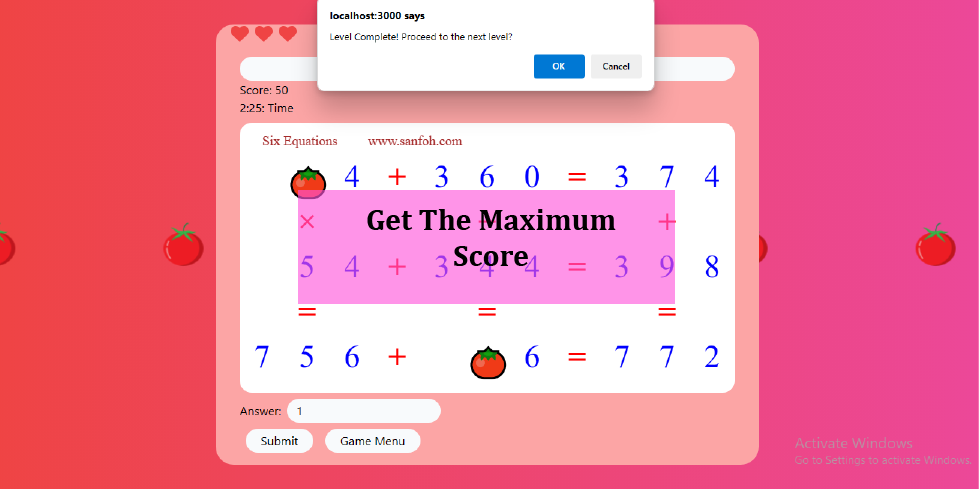 localhost:3000 says
Level Complete! Proceed to the next level?
OK Cancel
Score: 50
2:25: Time
Six Equations www.sanfoh.com
4 + 3 6 0 = 3 7 4
× +
Get The Maximum
Score
5 4 + 3 4 4 = 3 9 8
= = =
7 5 6 + 6 = 7 7 2
Answer: 1
Submit Game Menu
Activate Windows
Go to Settings to activate Windows.